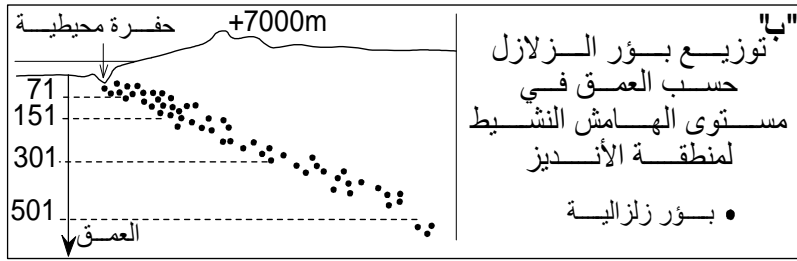 "ب"
توزيع بؤر الزلازل
حسب العمق في
مستوى الهامش النشيط
لمنطقة الأنديز
• بؤر زلزالية
حفرة محيطية
+7000m
71
151
301
501
العمق